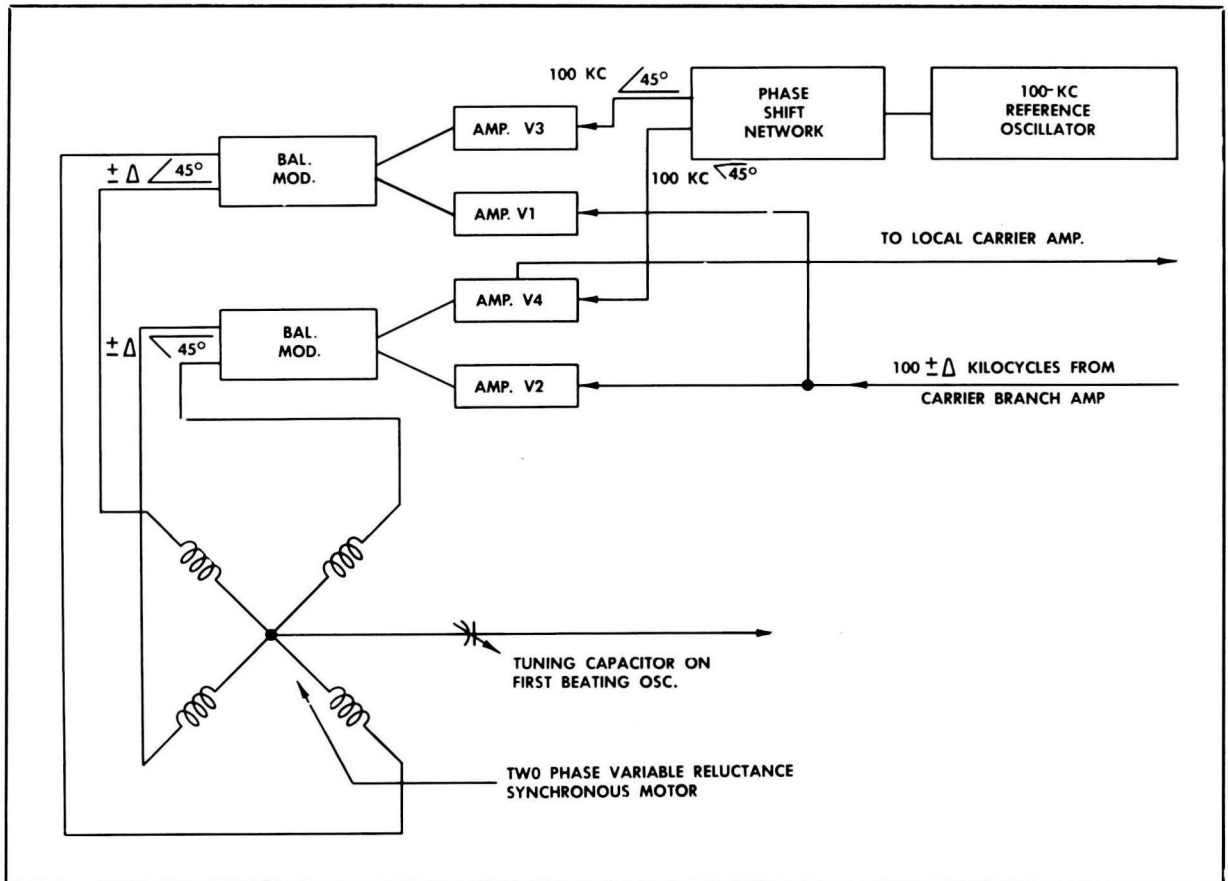 100 KC ∠45°
PHASE
SHIFT
NETWORK
100-KC
REFERENCE
OSCILLATOR
AMP. V3
BAL.
MOD.
± Δ ∠45°
100 KC 45°
AMP. V1
TO LOCAL CARRIER AMP.
AMP. V4
BAL.
MOD.
± Δ 45°
AMP. V2
100 ± Δ KILOCYCLES FROM
CARRIER BRANCH AMP
TUNING CAPACITOR ON
FIRST BEATING OSC.
TWO PHASE VARIABLE RELUCTANCE
SYNCHRONOUS MOTOR